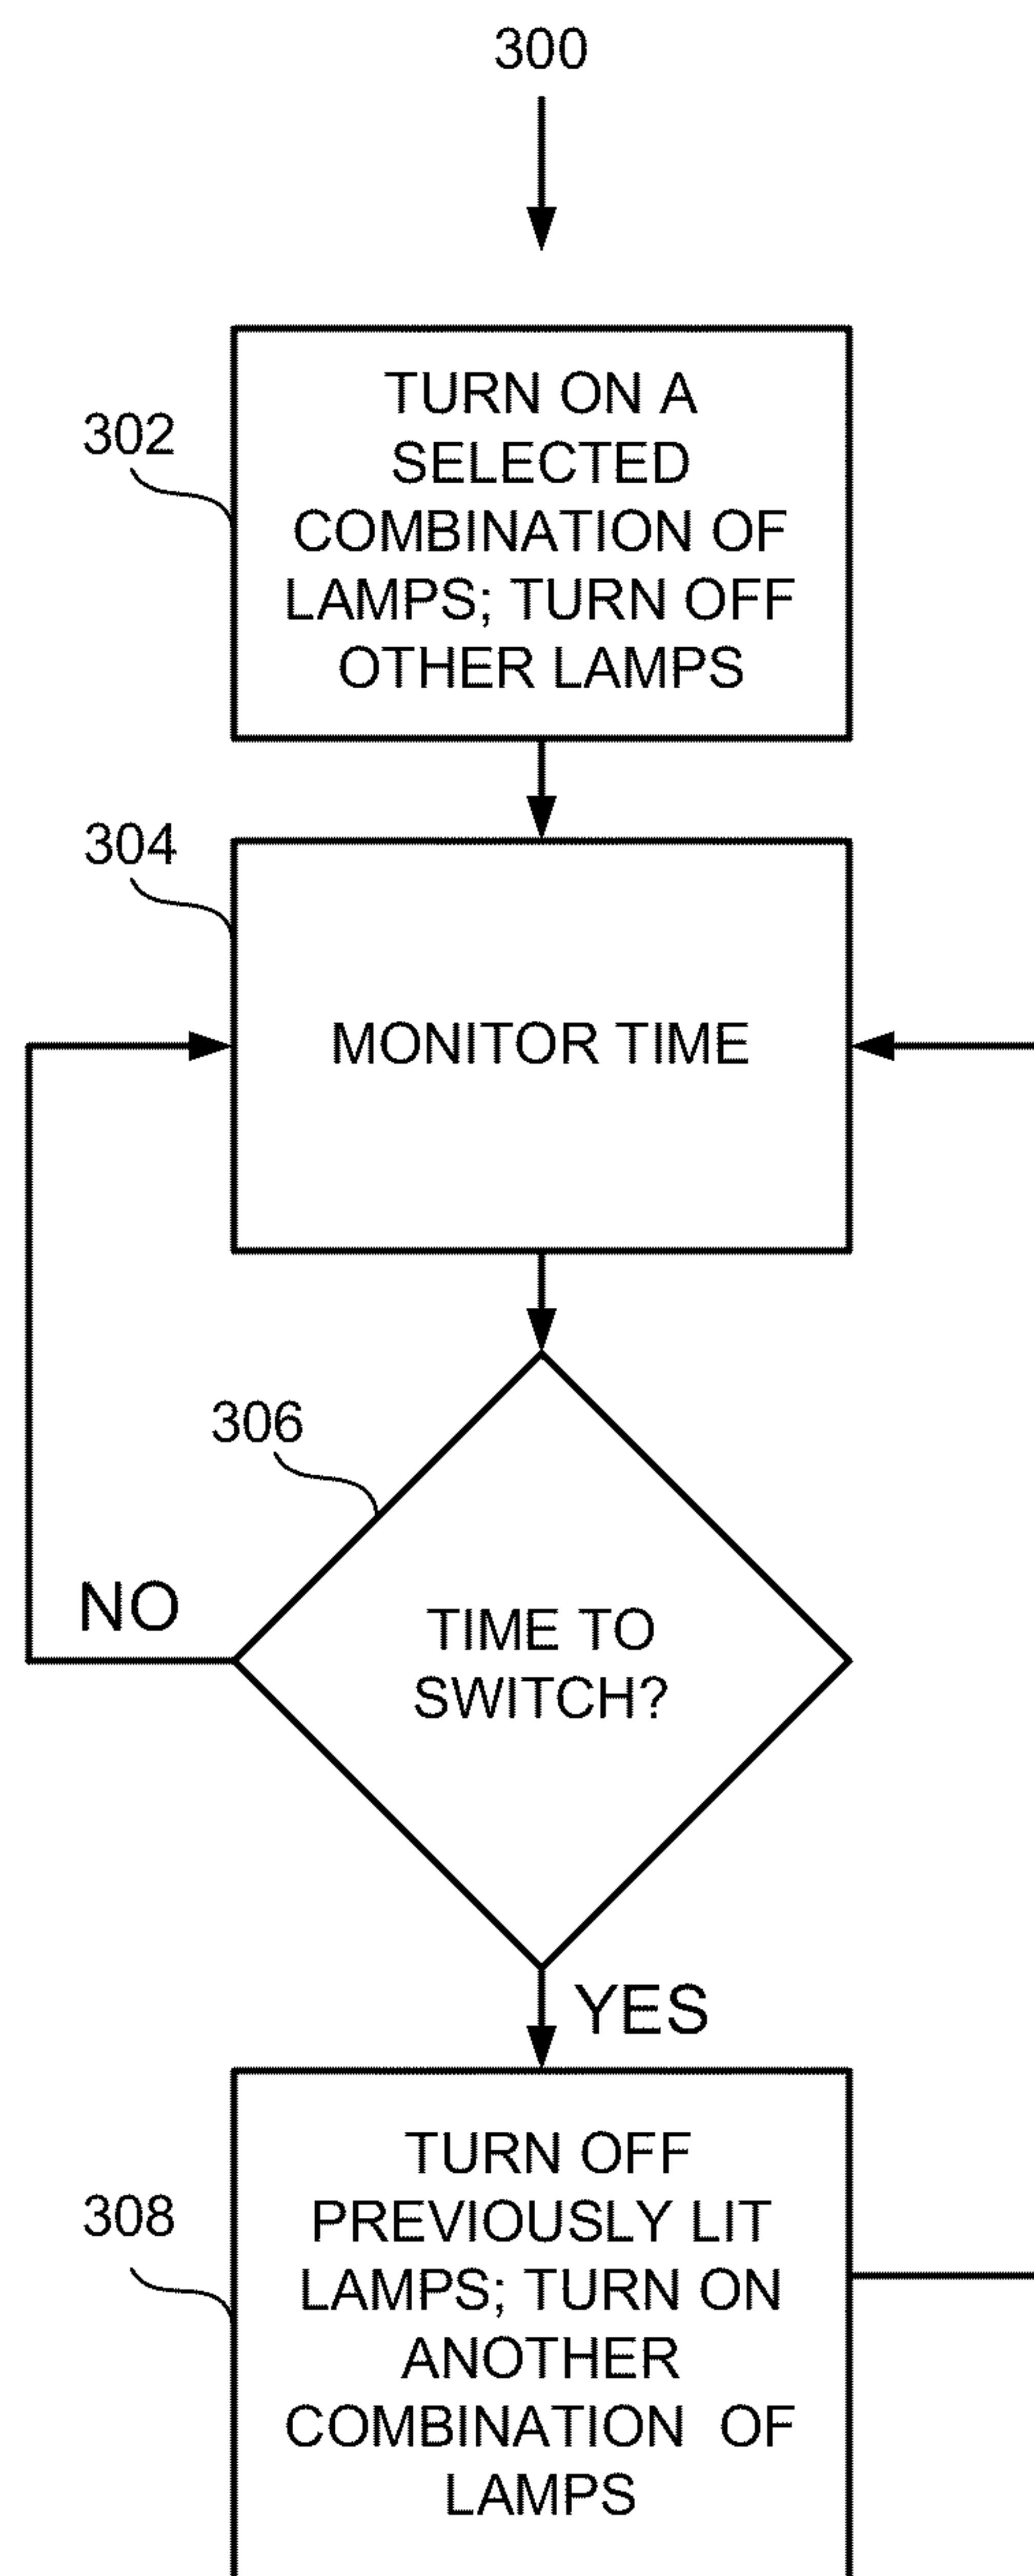 300
302
TURN ON A
SELECTED
COMBINATION OF
LAMPS; TURN OFF
OTHER LAMPS
304
MONITOR TIME
306
NO
TIME TO
SWITCH?
YES
308
TURN OFF
PREVIOUSLY LIT
LAMPS; TURN ON
ANOTHER
COMBINATION OF
LAMPS